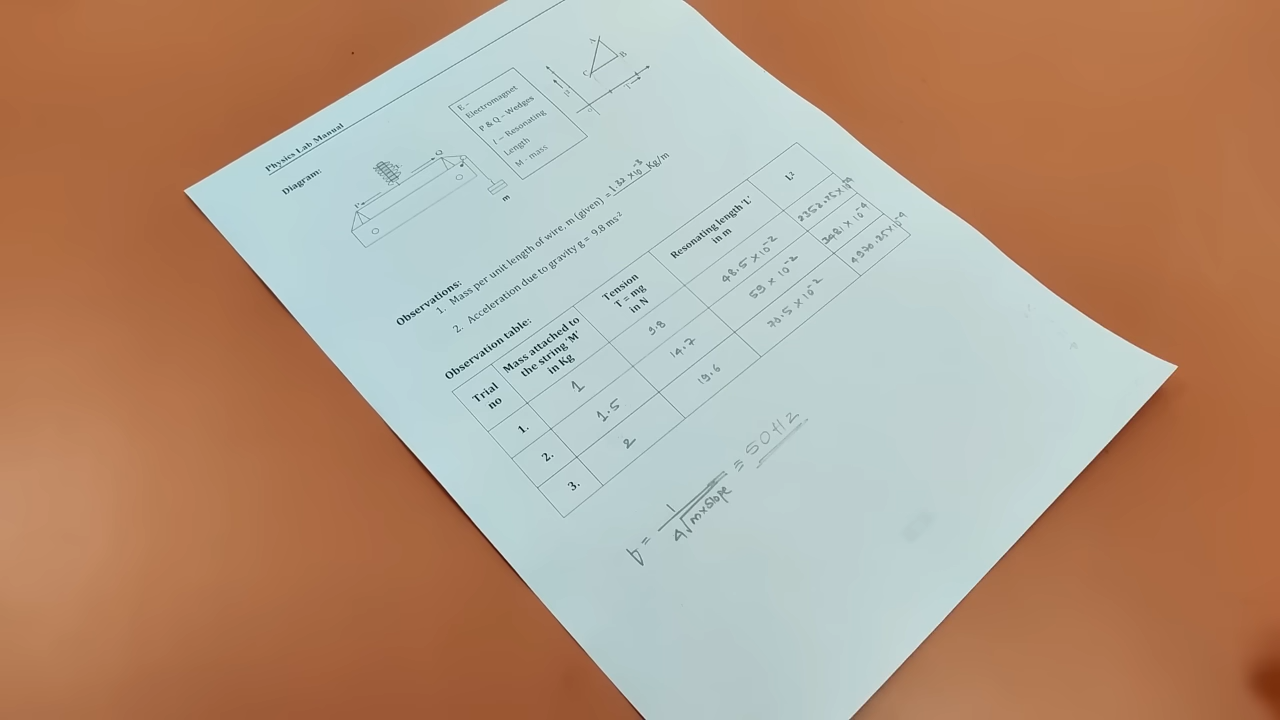 Physics Lab Manual
Diagram:
E –
Electromagnet
P & Q – Wedges
l – Resonating
Length
M - mass
P
Q
m
A
B
C
Observations:
1. Mass per unit length of wire, m (given) = 1.32 ×10⁻³ Kg/m
2. Acceleration due to gravity g = 9.8 ms²
Observation table:
Trial no | Mass attached to the string 'M' in Kg | Tension T = mg in N | Resonating length 'L' in m | L²
1. | 1 | 9.8 | 48.5 × 10⁻² | 2352.25 × 10⁻⁴
2. | 1.5 | 14.7 | 59 × 10⁻² | 3481 × 10⁻⁴
3. | 2 | 19.6 | 70.5 × 10⁻² | 4970.25×10⁻⁴
= 1 / 4√m×slope = 50Hz